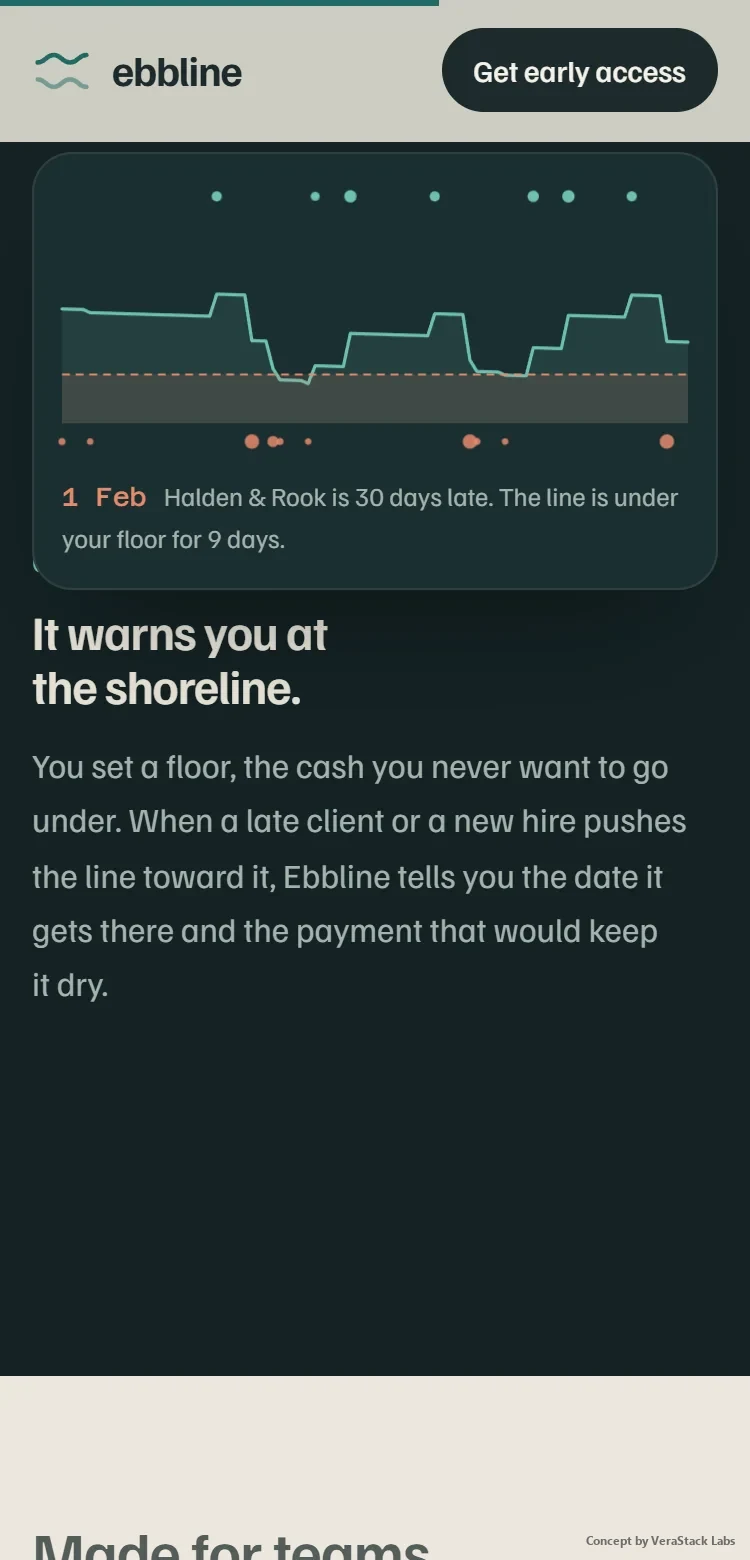 ebbline
Get early access
1 Feb Halden & Rook is 30 days late. The line is under
your floor for 9 days.
It warns you at
the shoreline.
You set a floor, the cash you never want to go
under. When a late client or a new hire pushes
the line toward it, Ebbline tells you the date it
gets there and the payment that would keep
it dry.
Made for teams
Concept by VeraStack Labs